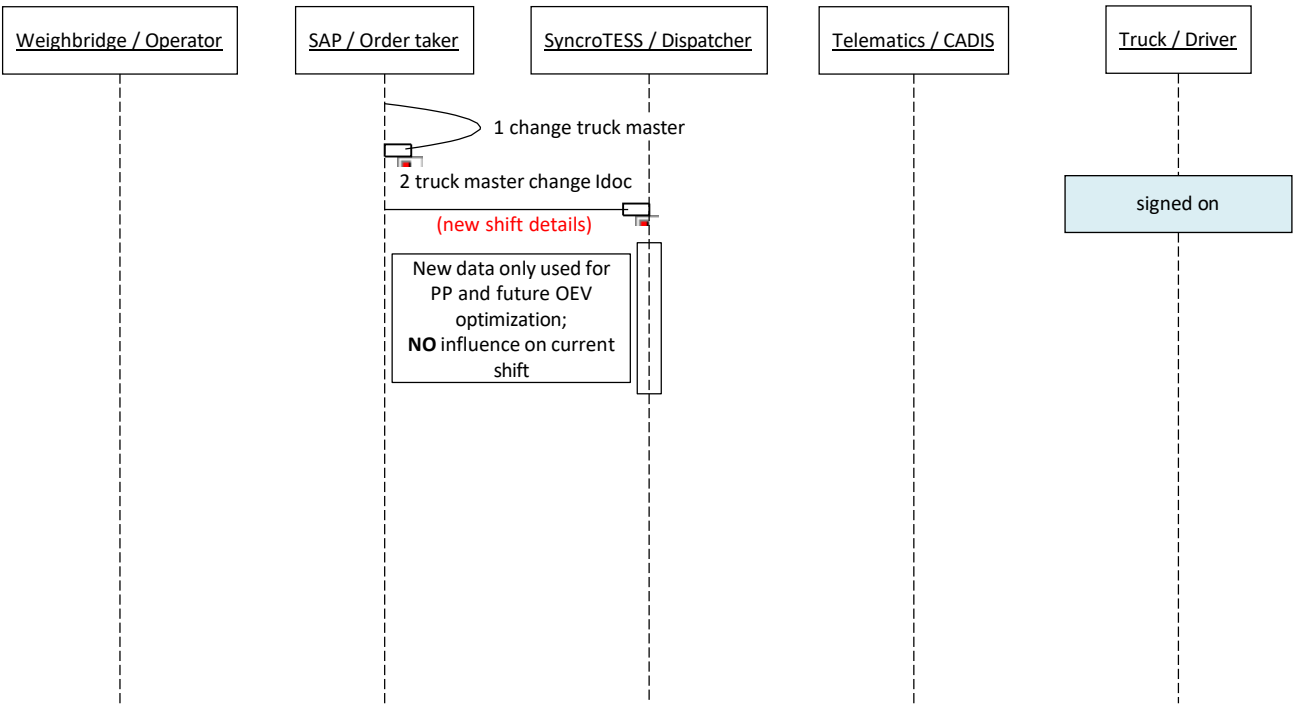 Weighbridge / Operator
SAP / Order taker
SyncroTESS / Dispatcher
Telematics / CADIS
Truck / Driver
1 change truck master
2 truck master change Idoc
(new shift details)
signed on
New data only used for
PP and future OEV
optimization;
NO influence on current
shift